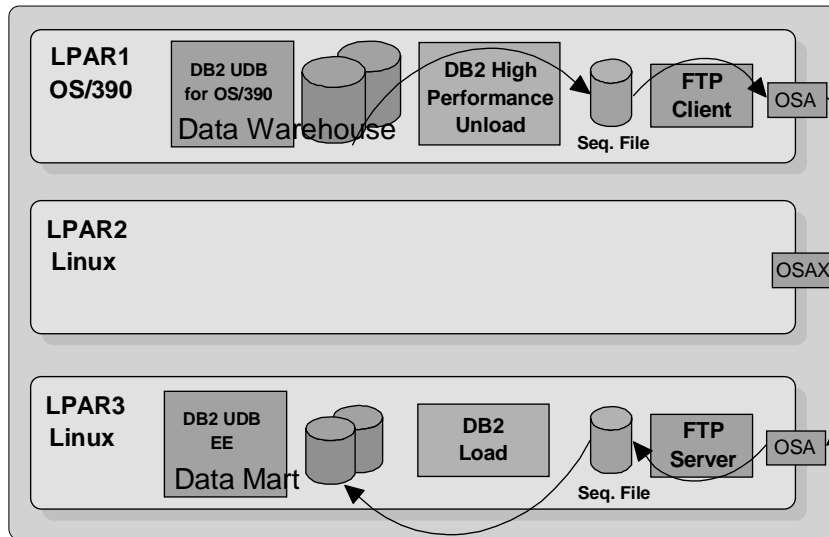 LPAR1
OS/390
DB2 UDB
for OS/390
Data Warehouse
DB2 High
Performance
Unload
Seq. File
FTP
Client
OSA
LPAR2
Linux
OSAX
LPAR3
Linux
DB2 UDB
EE
Data Mart
DB2
Load
Seq. File
FTP
Server
OSA